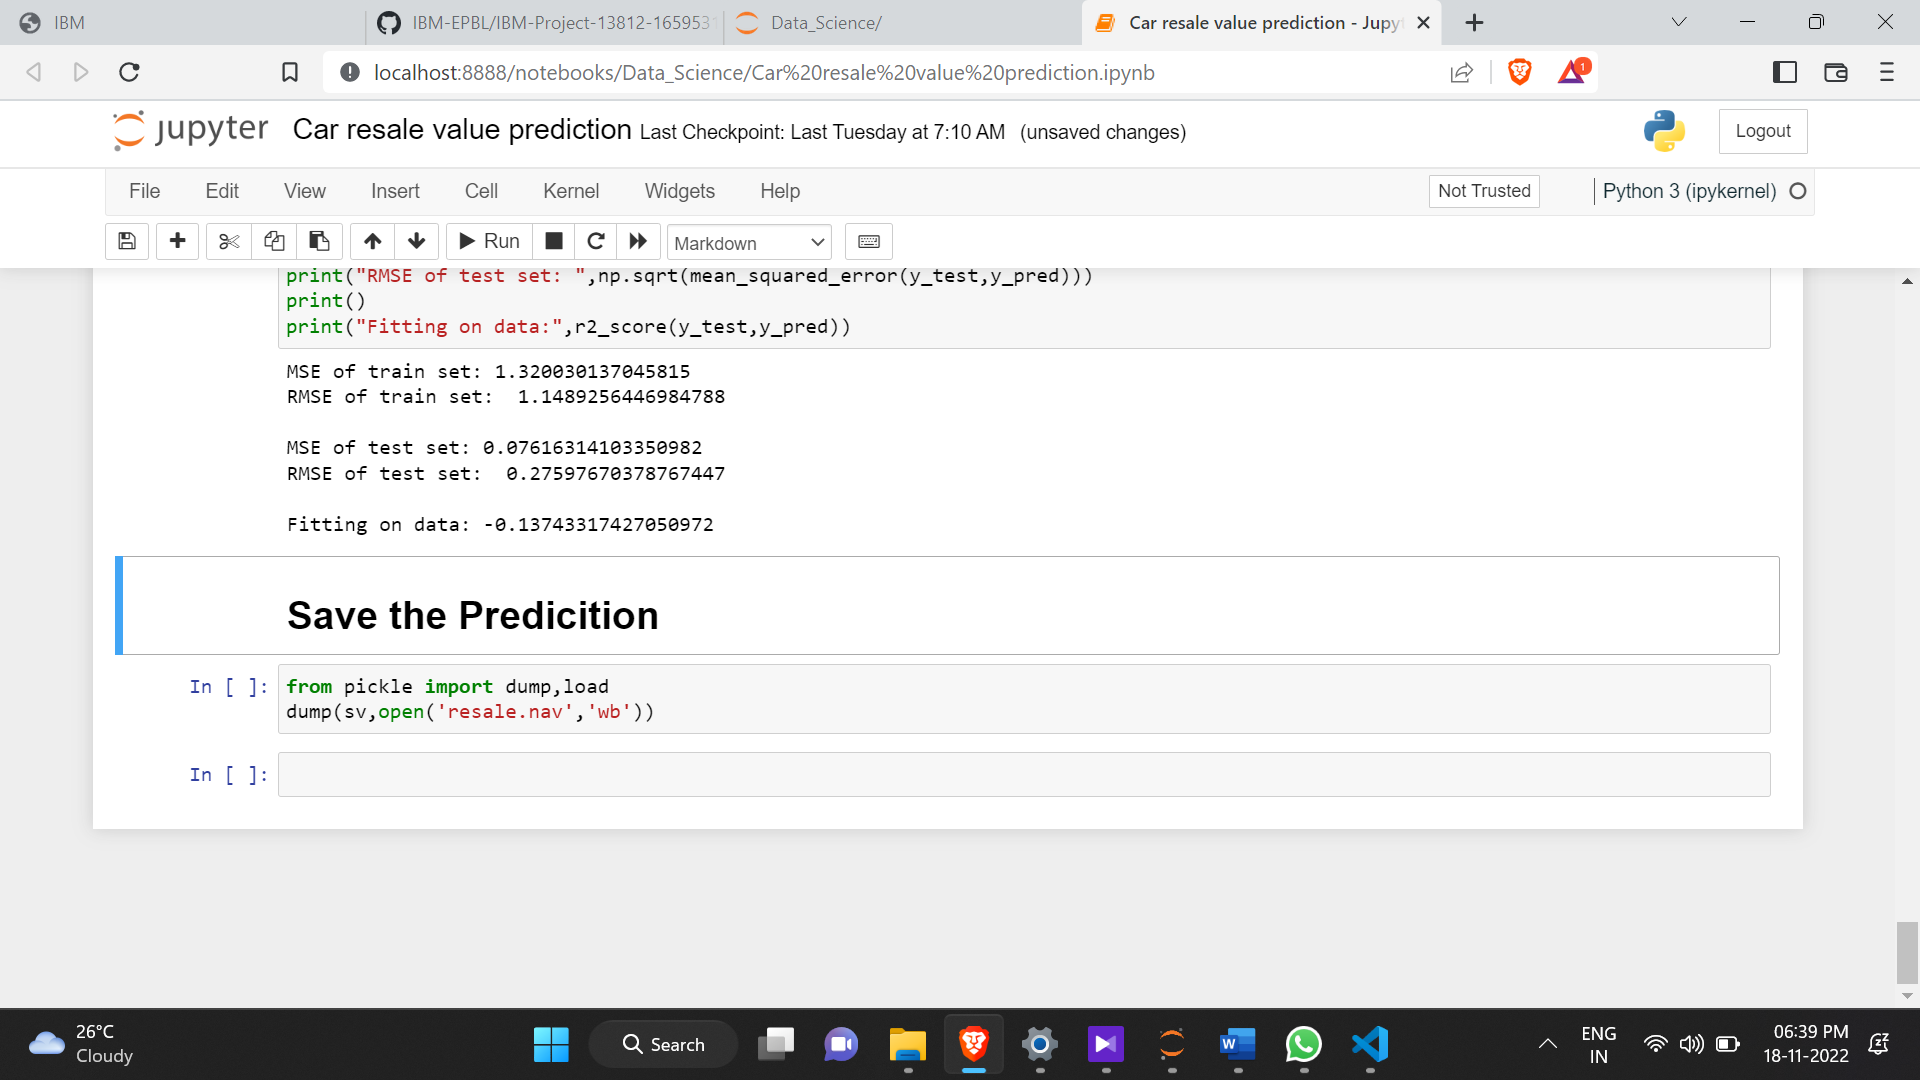 IBM
IBM-EPBL/IBM-Project-13812-1659531
Data_Science/
Car resale value prediction - Jupy
localhost:8888/notebooks/Data_Science/Car%20resale%20value%20prediction.ipynb
1
jupyter Car resale value prediction Last Checkpoint: Last Tuesday at 7:10 AM (unsaved changes)
Logout
File Edit View Insert Cell Kernel Widgets Help
Not Trusted
Python 3 (ipykernel)
Run
Markdown
print("RMSE of test set: ",np.sqrt(mean_squared_error(y_test,y_pred)))
print()
print("Fitting on data:",r2_score(y_test,y_pred))
MSE of train set: 1.320030137045815
RMSE of train set:  1.1489256446984788
MSE of test set: 0.07616314103350982
RMSE of test set:  0.27597670378767447
Fitting on data: -0.13743317427050972
Save the Predicition
In [ ]:
from pickle import dump,load
dump(sv,open('resale.nav','wb'))
In [ ]:
26°C
Cloudy
Search
W
ENG
IN
06:39 PM
18-11-2022